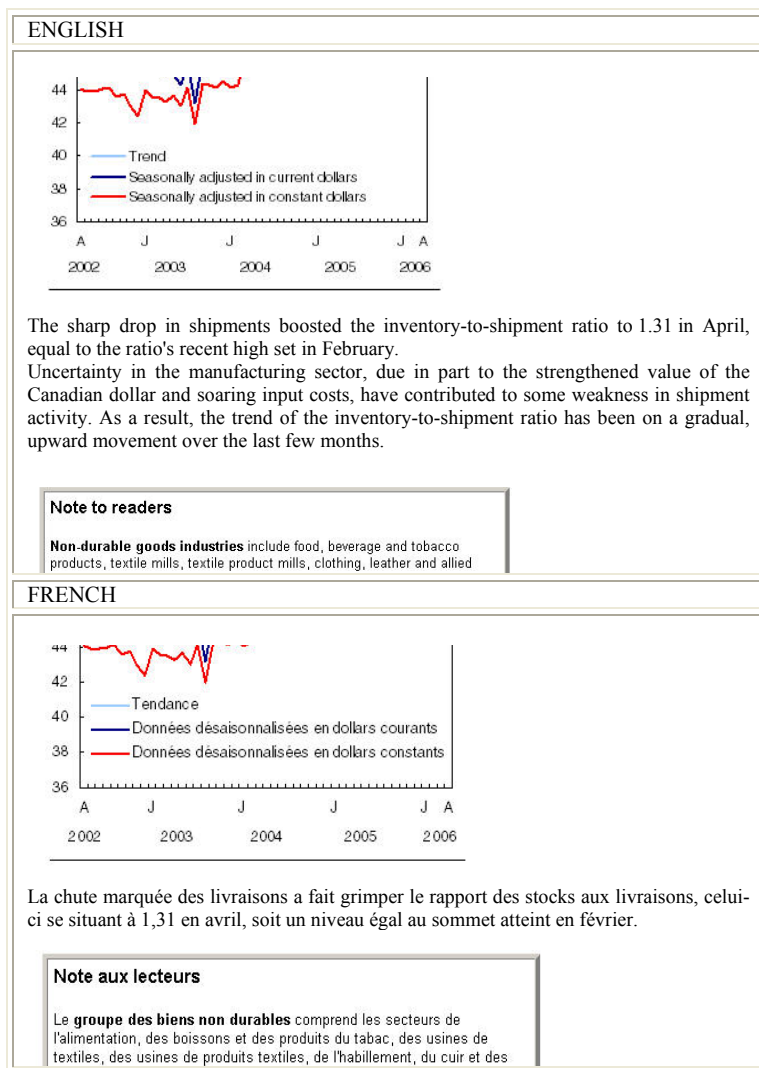 ENGLISH
44
42
40
Trend
Seasonally adjusted in current dollars
38
Seasonally adjusted in constant dollars
36
A J J J J A
2002 2003 2004 2005 2006
The sharp drop in shipments boosted the inventory-to-shipment ratio to 1.31 in April,
equal to the ratio's recent high set in February.
Uncertainty in the manufacturing sector, due in part to the strengthened value of the
Canadian dollar and soaring input costs, have contributed to some weakness in shipment
activity. As a result, the trend of the inventory-to-shipment ratio has been on a gradual,
upward movement over the last few months.
Note to readers
Non-durable goods industries include food, beverage and tobacco
products, textile mills, textile product mills, clothing, leather and allied
FRENCH
44
42
Tendance
40
Données désaisonnalisées en dollars courants
38
Données désaisonnalisées en dollars constants
36
A J J J J A
2002 2003 2004 2005 2006
La chute marquée des livraisons a fait grimper le rapport des stocks aux livraisons, celui-
ci se situant à 1,31 en avril, soit un niveau égal au sommet atteint en février.
Note aux lecteurs
Le groupe des biens non durables comprend les secteurs de
l'alimentation, des boissons et des produits du tabac, des usines de
textiles, des usines de produits textiles, de l'habillement, du cuir et des